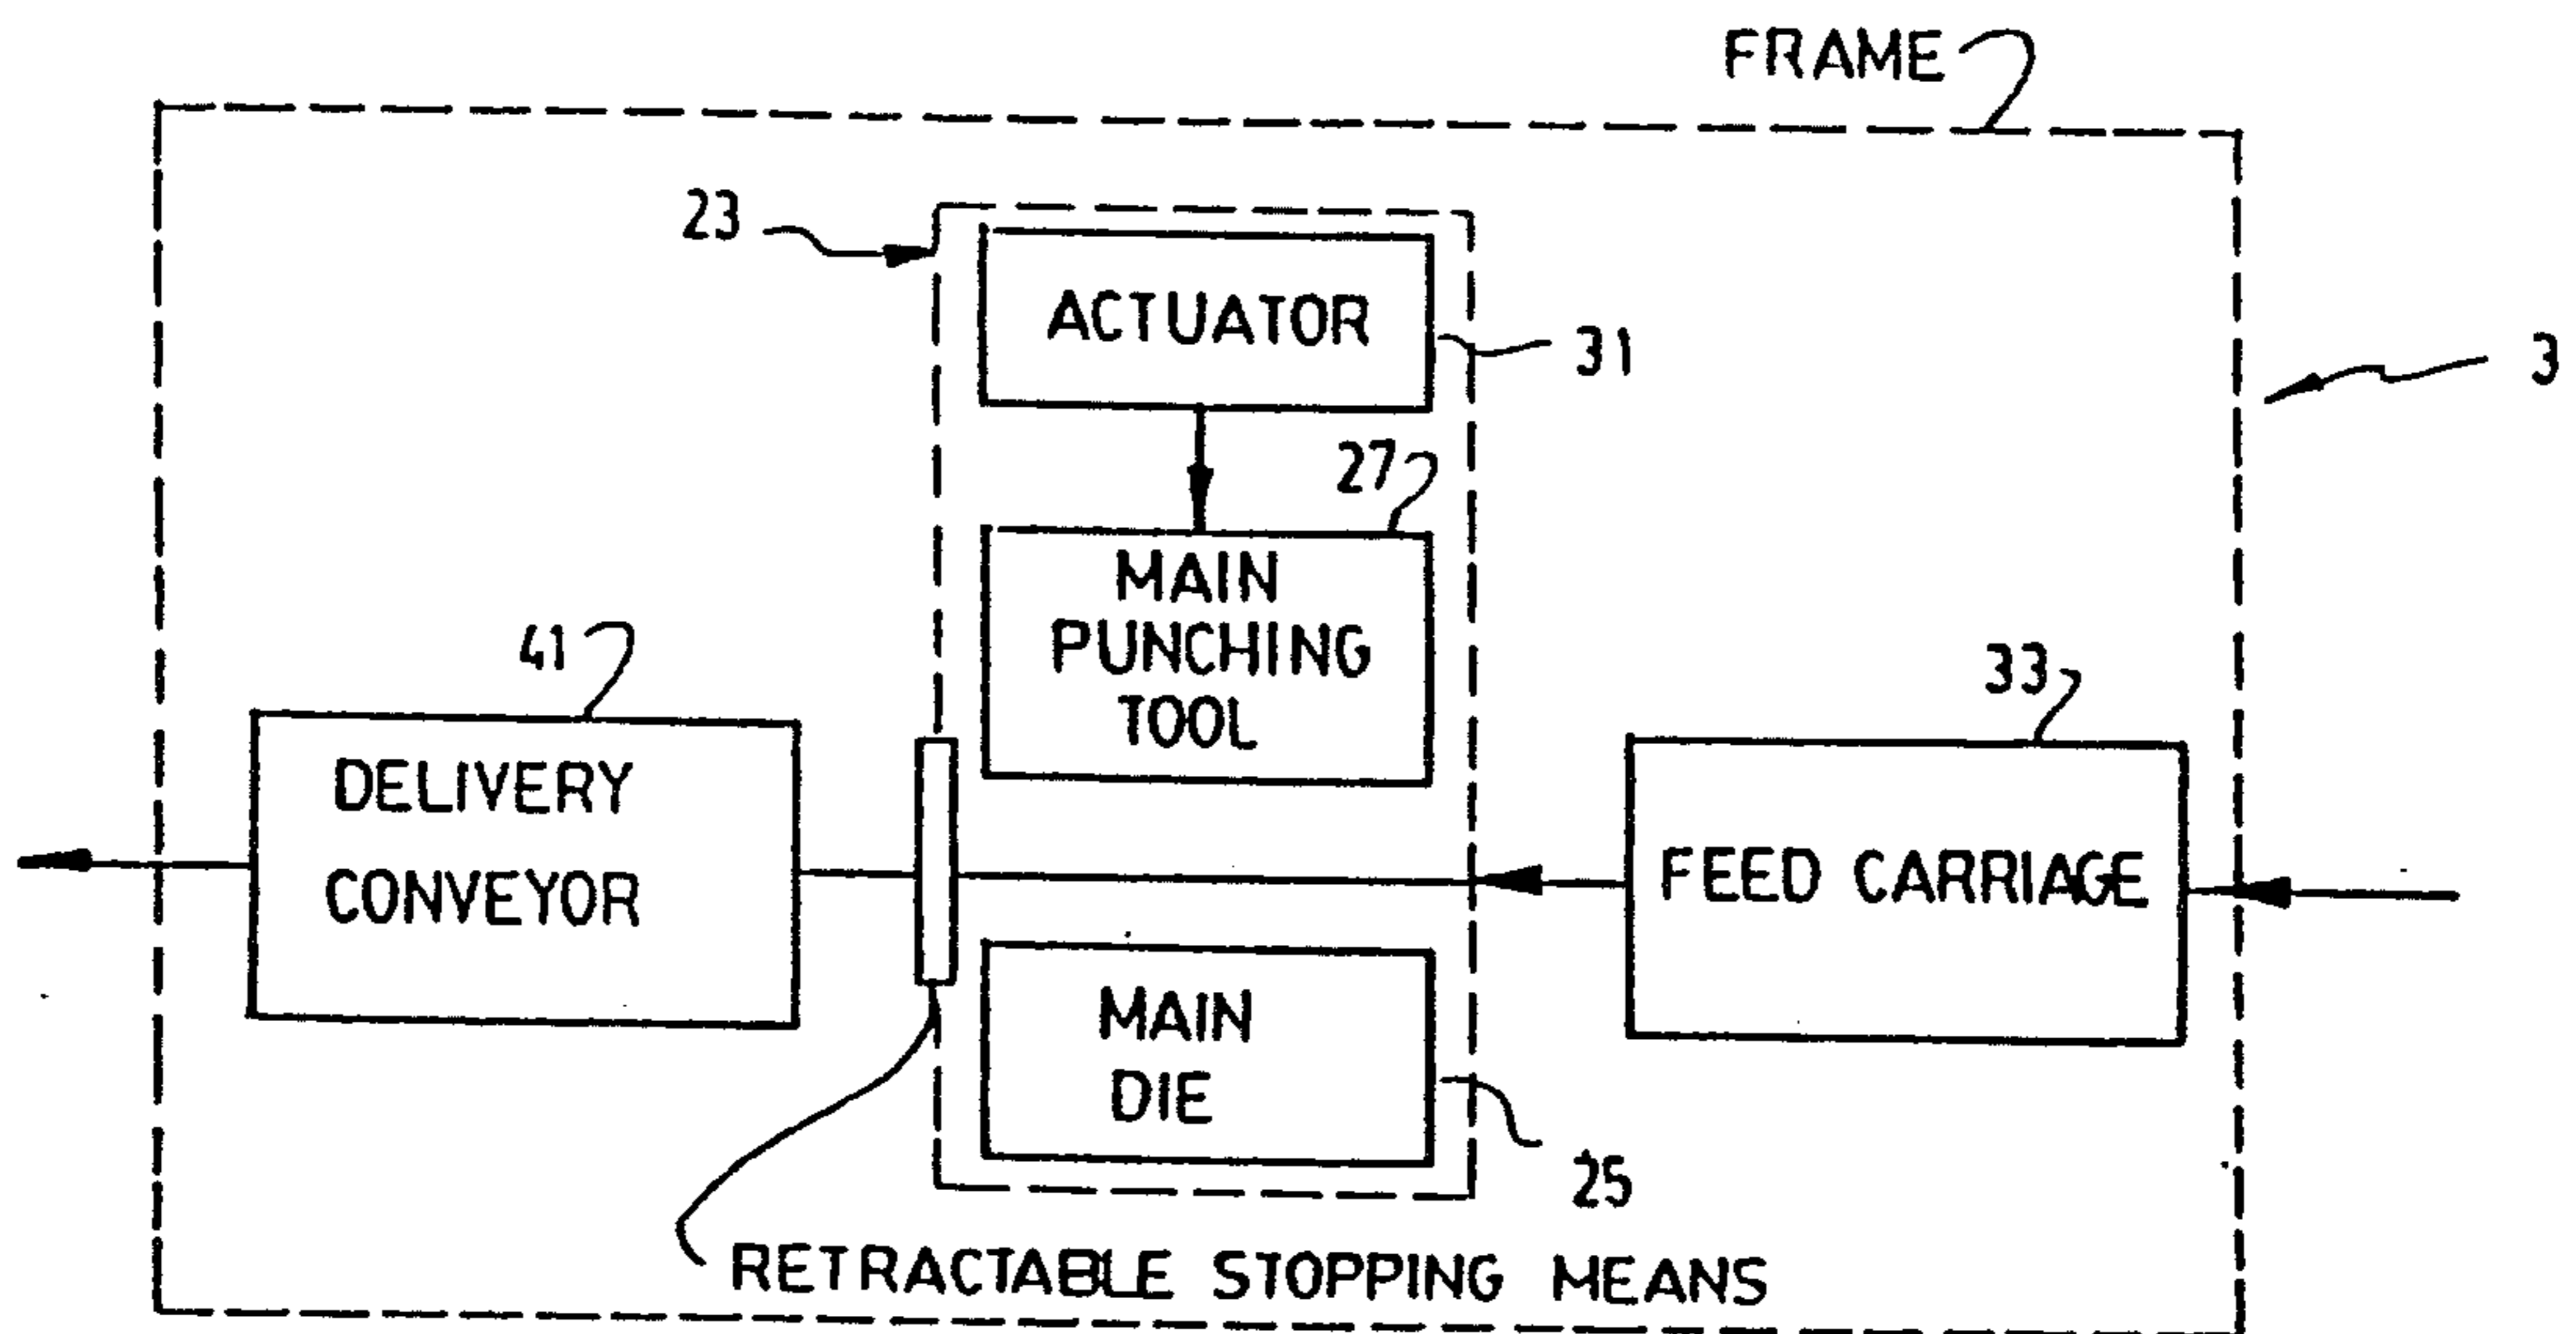 FRAME
23
ACTUATOR
31
3
27
MAIN
PUNCHING
TOOL
41
33
DELIVERY
CONVEYOR
FEED CARRIAGE
MAIN
DIE
25
RETRACTABLE STOPPING MEANS